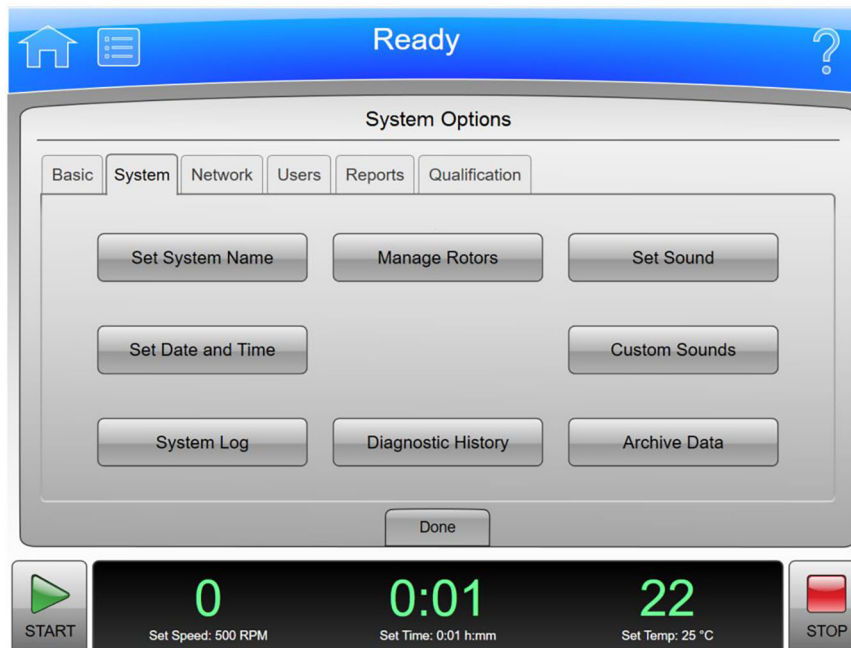 Ready
?
System Options
Basic System Network Users Reports Qualification
Set System Name Manage Rotors Set Sound
Set Date and Time Custom Sounds
System Log Diagnostic History Archive Data
Done
0 0:01 22
START Set Speed: 500 RPM Set Time: 0:01 h:mm Set Temp: 25 °C STOP